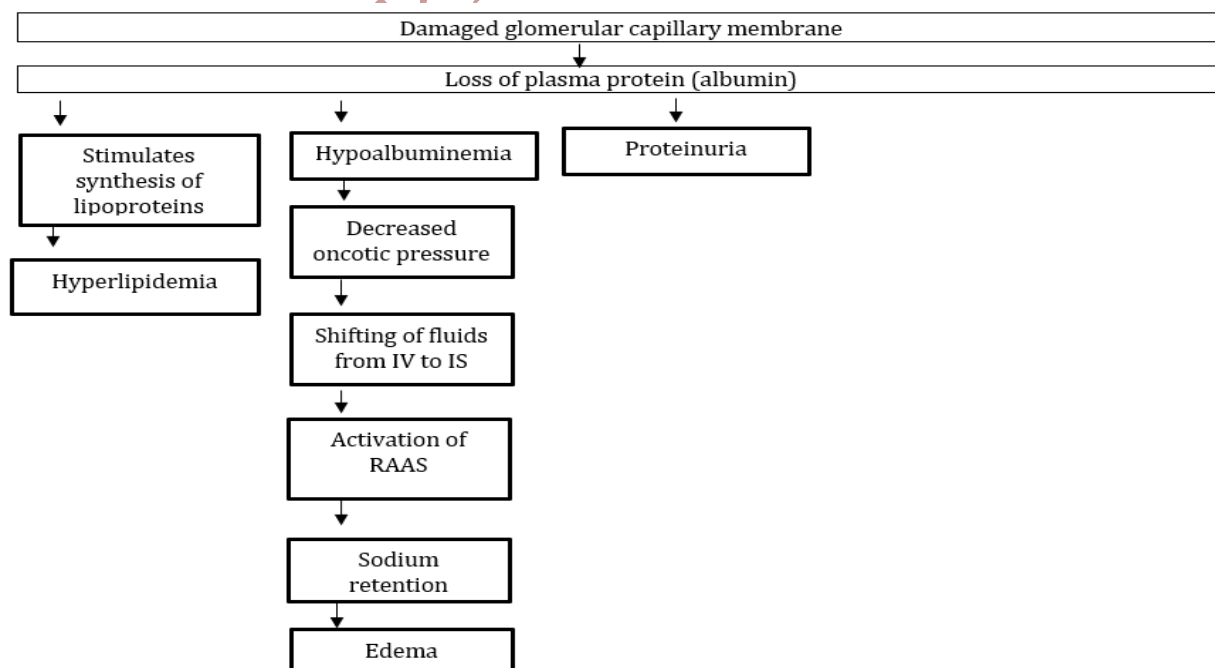 Damaged glomerular capillary membrane
Loss of plasma protein (albumin)
Stimulates
synthesis of
lipoproteins
Hypoalbuminemia
Proteinuria
Decreased
oncotic pressure
Hyperlipidemia
Shifting of fluids
from IV to IS
Activation of
RAAS
Sodium
retention
Edema